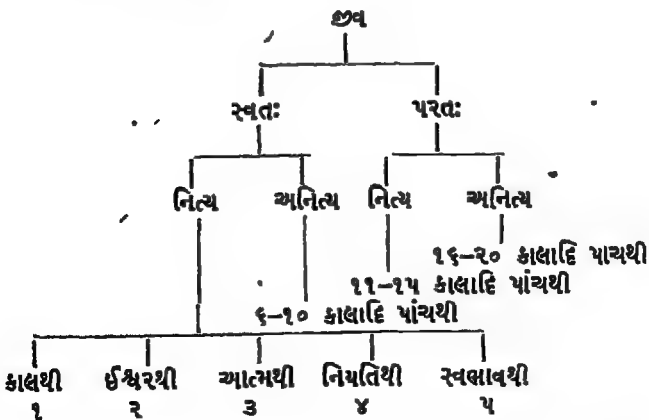 જીવ
સ્વતઃ પરતઃ
નિત્ય અનિત્ય નિત્ય અનિત્ય
૧૬–૨૦ કાલાદિ પાચથી
૧૧–૧૫ કાલાદિ પાંચથી
૬–૧૦ કાલાદિ પાંચથી
કાલથી ઈશ્વરથી આત્મથી નિયતિથી સ્વભાવથી
૧ ૨ ૩ ૪ ૫